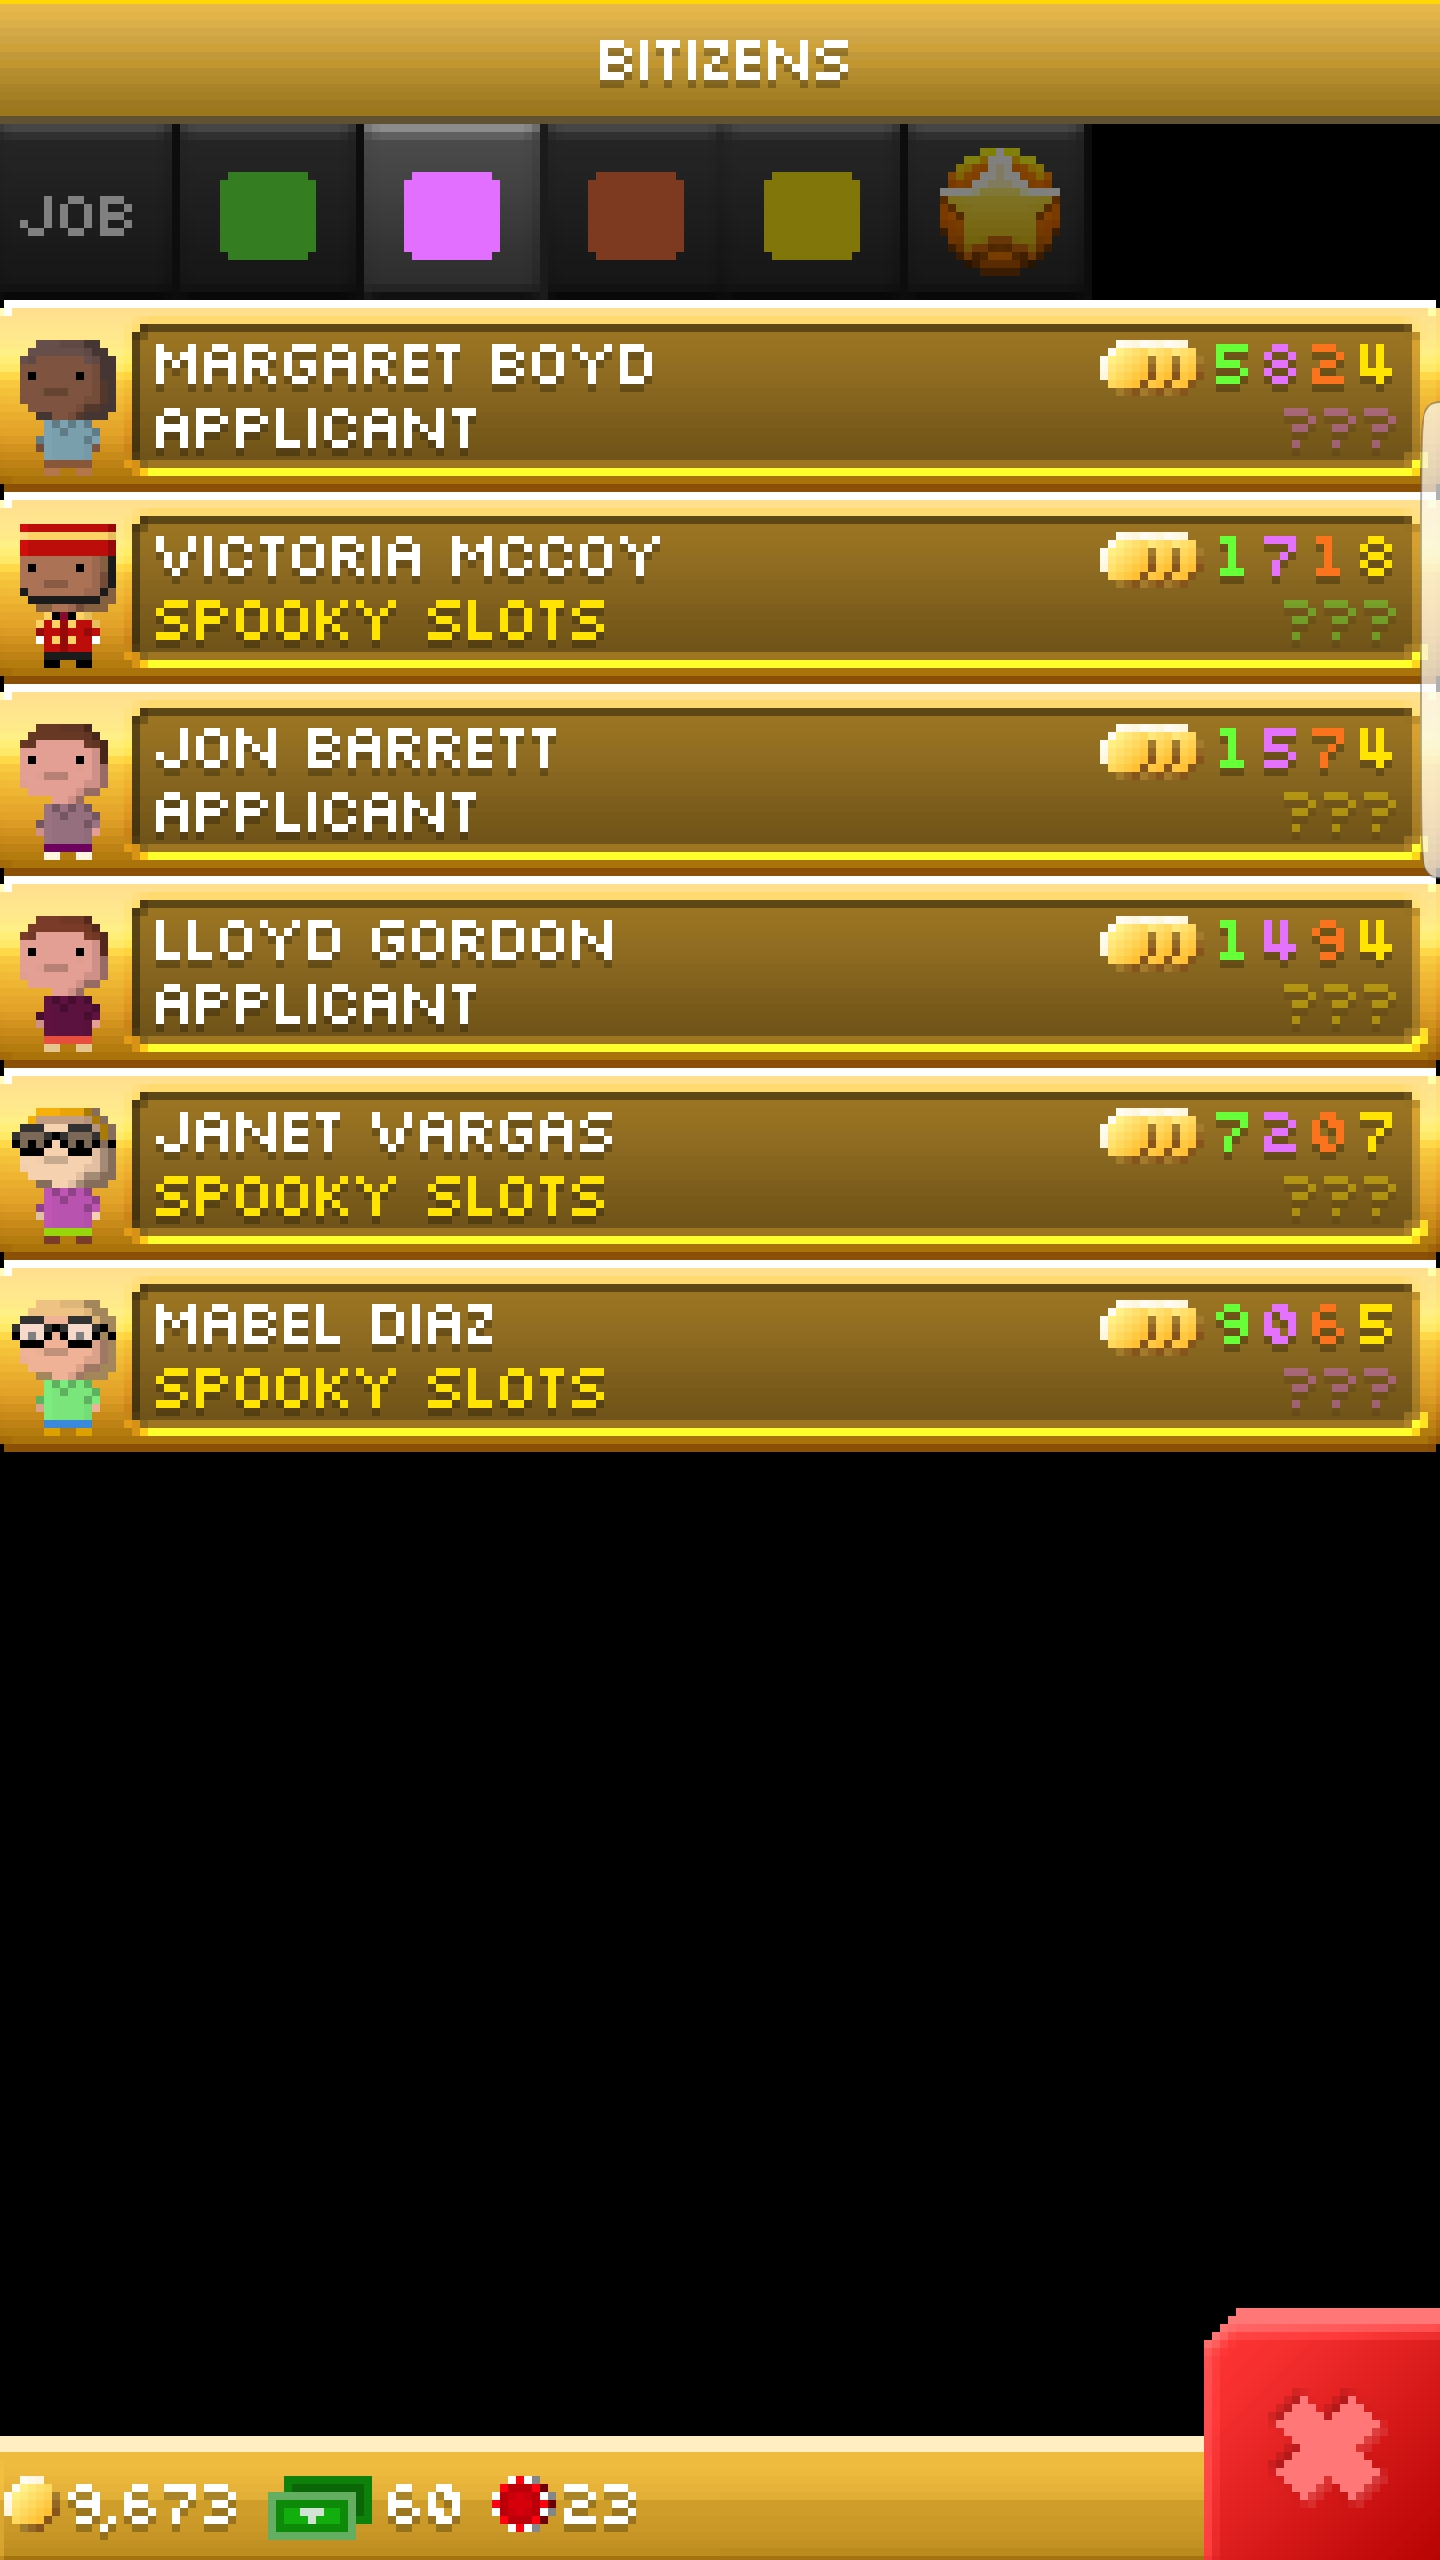 BITIZENS
JOB
MARGARET BOYD 5824
APPLICANT ???
VICTORIA MCCOY 1718
SPOOKY SLOTS ???
JON BARRETT 1574
APPLICANT ???
LLOYD GORDON 1494
APPLICANT ???
JANET VARGAS 7207
SPOOKY SLOTS ???
MABEL DIAZ 9065
SPOOKY SLOTS ???
9,673 60 23